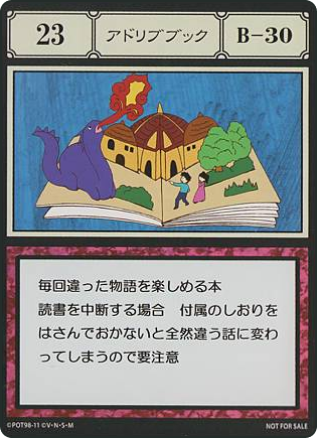 23
アドリブブック
B-30
毎回違った物語を楽しめる本
読書を中断する場合　付属のしおりを
はさんでおかないと全然違う話に変わ
ってしまうので要注意
©POT98-11 ©V・N・S・M
NOT FOR SALE